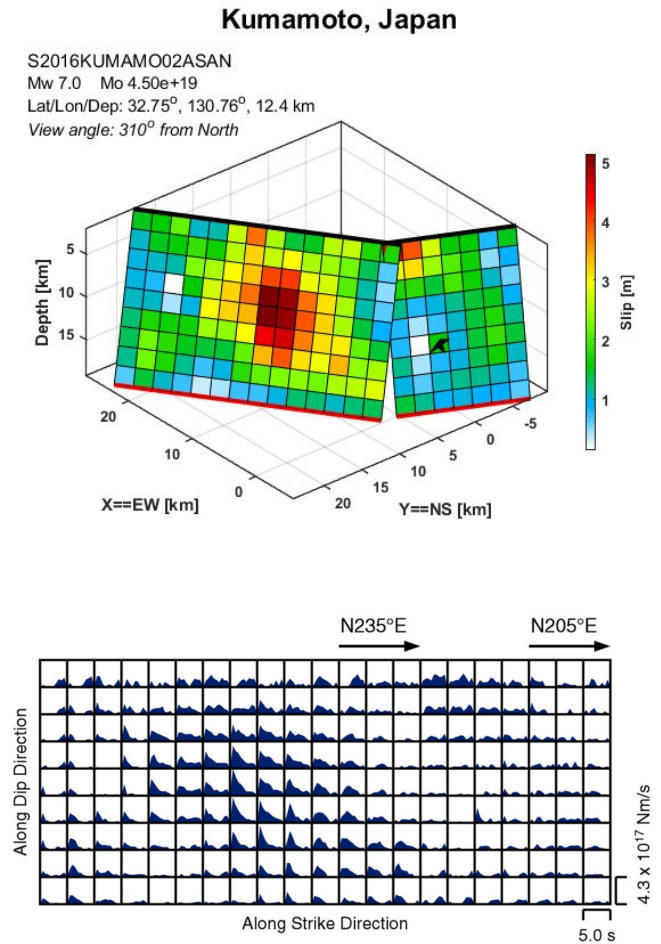 Kumamoto, Japan
S2016KUMAMO02ASAN
Mw 7.0 Mo 4.50e+19
Lat/Lon/Dep: 32.75°, 130.76°, 12.4 km
View angle: 310° from North
5
4
3
2
1
Slip [m]
5
10
15
Depth [km]
20
10
0
X==EW [km]
20
15
10
5
0
-5
Y==NS [km]
N235°E
N205°E
Along Dip Direction
4.3 x 10¹⁷ Nm/s
Along Strike Direction
5.0 s